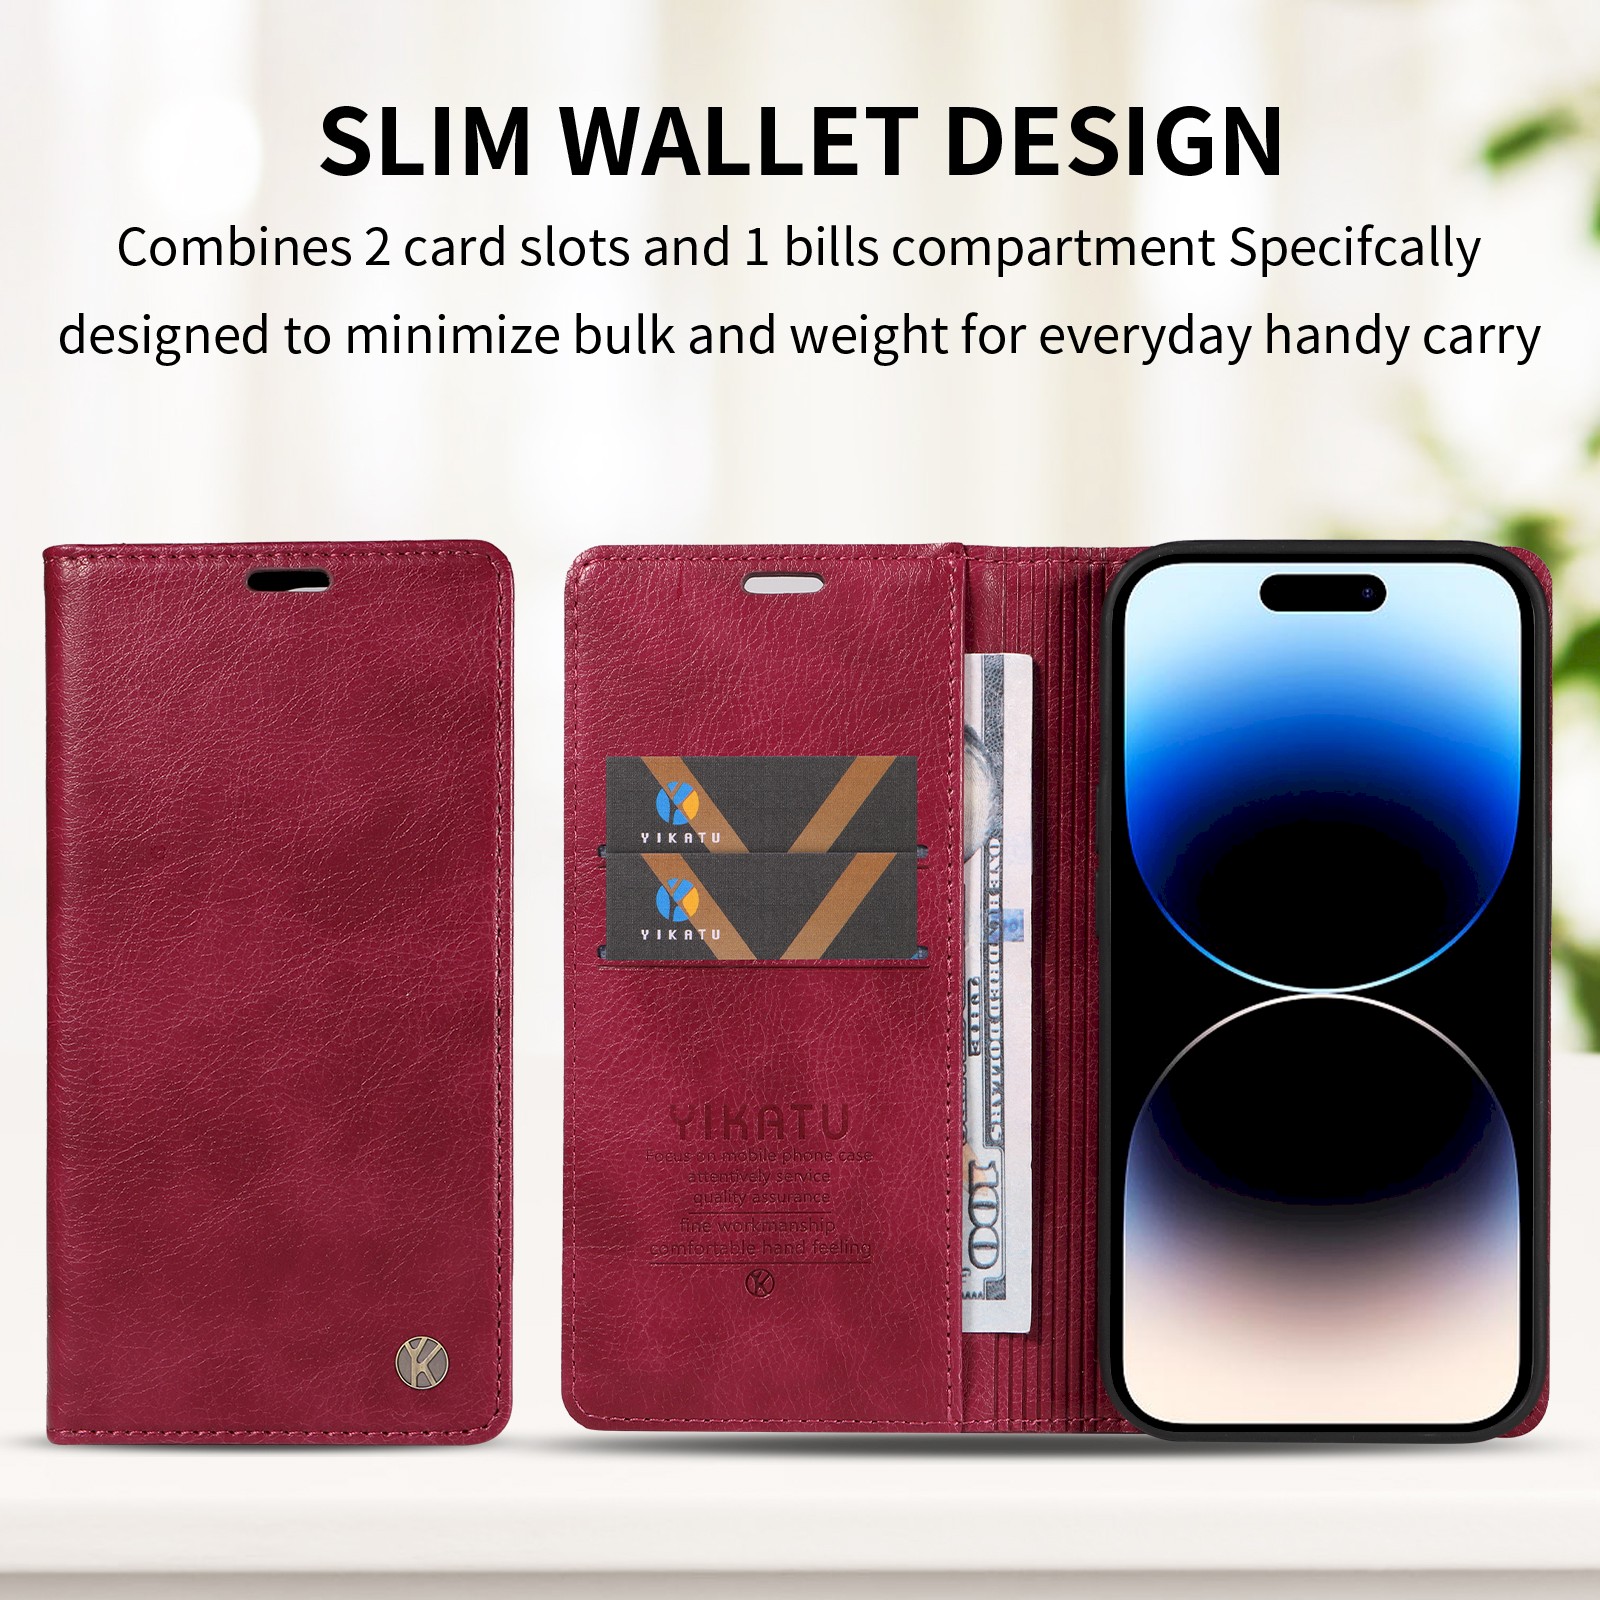 SLIM WALLET DESIGN
Combines 2 card slots and 1 bills compartment Specifcally
designed to minimize bulk and weight for everyday handy carry
YIKATU
YIKATU
YIKATU
Focus on mobile phone case
attentively service
quality assurance
fine workmanship
comfortable hand feeling
100